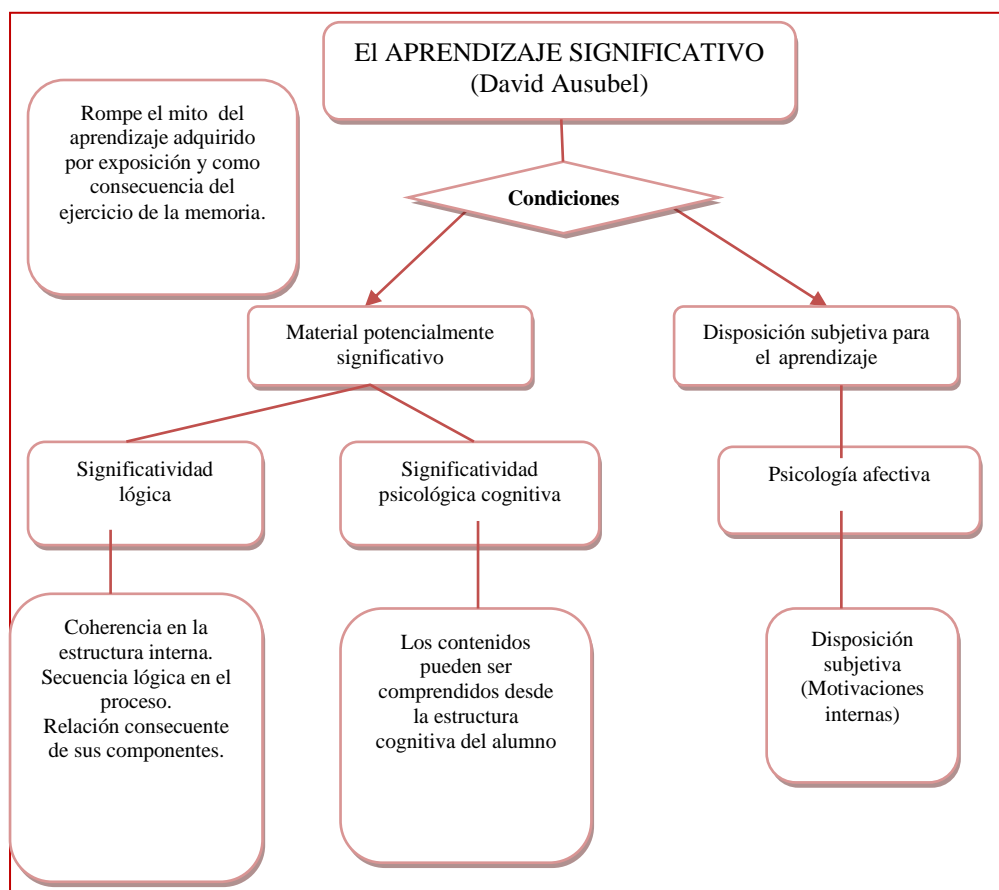 El APRENDIZAJE SIGNIFICATIVO
(David Ausubel)
Rompe el mito del
aprendizaje adquirido
por exposición y como
consecuencia del
ejercicio de la memoria.
Condiciones
Material potencialmente
significativo
Disposición subjetiva para
el aprendizaje
Significatividad
lógica
Significatividad
psicológica cognitiva
Psicología afectiva
Coherencia en la
estructura interna.
Secuencia lógica en el
proceso.
Relación consecuente
de sus componentes.
Los contenidos
pueden ser
comprendidos desde
la estructura
cognitiva del alumno
Disposición
subjetiva
(Motivaciones
internas)